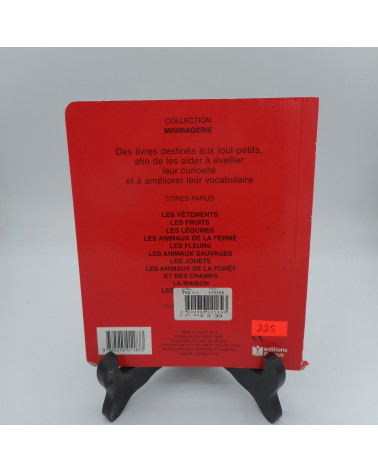 COLLECTION
MINIMAGERIE
Des livres destinés aux tout-petits,
afin de les aider à éveiller
leur curiosité
et à améliorer leur vocabulaire
TITRES PARUS
LES VÊTEMENTS
LES FRUITS
LES LÉGUMES
LES ANIMAUX DE LA FERME
LES FLEURS
LES ANIMAUX SAUVAGES
LES JOUETS
LES ANIMAUX DE LA FORÊT
ET DES CHAMPS
LA MAISON
LES
225
editions